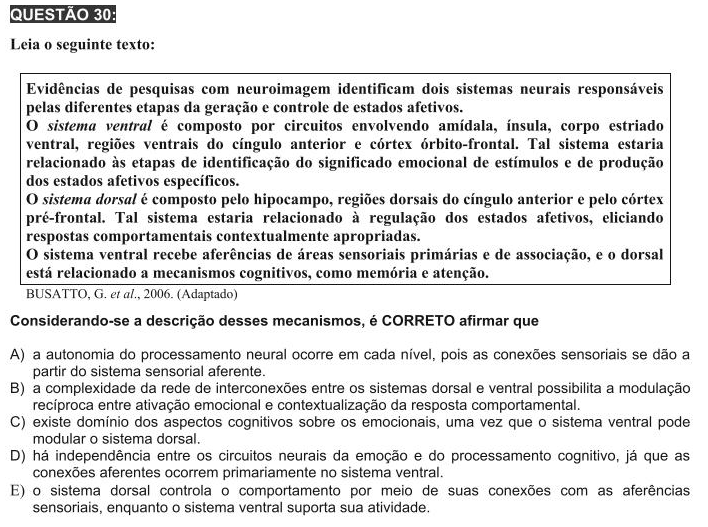 QUESTÃO 30:
Leia o seguinte texto:
Evidências de pesquisas com neuroimagem identificam dois sistemas neurais responsáveis
pelas diferentes etapas da geração e controle de estados afetivos.
O sistema ventral é composto por circuitos envolvendo amídala, ínsula, corpo estriado
ventral, regiões ventrais do cíngulo anterior e córtex órbito-frontal. Tal sistema estaria
relacionado às etapas de identificação do significado emocional de estímulos e de produção
dos estados afetivos específicos.
O sistema dorsal é composto pelo hipocampo, regiões dorsais do cíngulo anterior e pelo córtex
pré-frontal. Tal sistema estaria relacionado à regulação dos estados afetivos, eliciando
respostas comportamentais contextualmente apropriadas.
O sistema ventral recebe aferências de áreas sensoriais primárias e de associação, e o dorsal
está relacionado a mecanismos cognitivos, como memória e atenção.
BUSATTO, G. et al., 2006. (Adaptado)
Considerando-se a descrição desses mecanismos, é CORRETO afirmar que
A) a autonomia do processamento neural ocorre em cada nível, pois as conexões sensoriais se dão a
partir do sistema sensorial aferente.
B) a complexidade da rede de interconexões entre os sistemas dorsal e ventral possibilita a modulação
recíproca entre ativação emocional e contextualização da resposta comportamental.
C) existe domínio dos aspectos cognitivos sobre os emocionais, uma vez que o sistema ventral pode
modular o sistema dorsal.
D) há independência entre os circuitos neurais da emoção e do processamento cognitivo, já que as
conexões aferentes ocorrem primariamente no sistema ventral.
E) o sistema dorsal controla o comportamento por meio de suas conexões com as aferências
sensoriais, enquanto o sistema ventral suporta sua atividade.